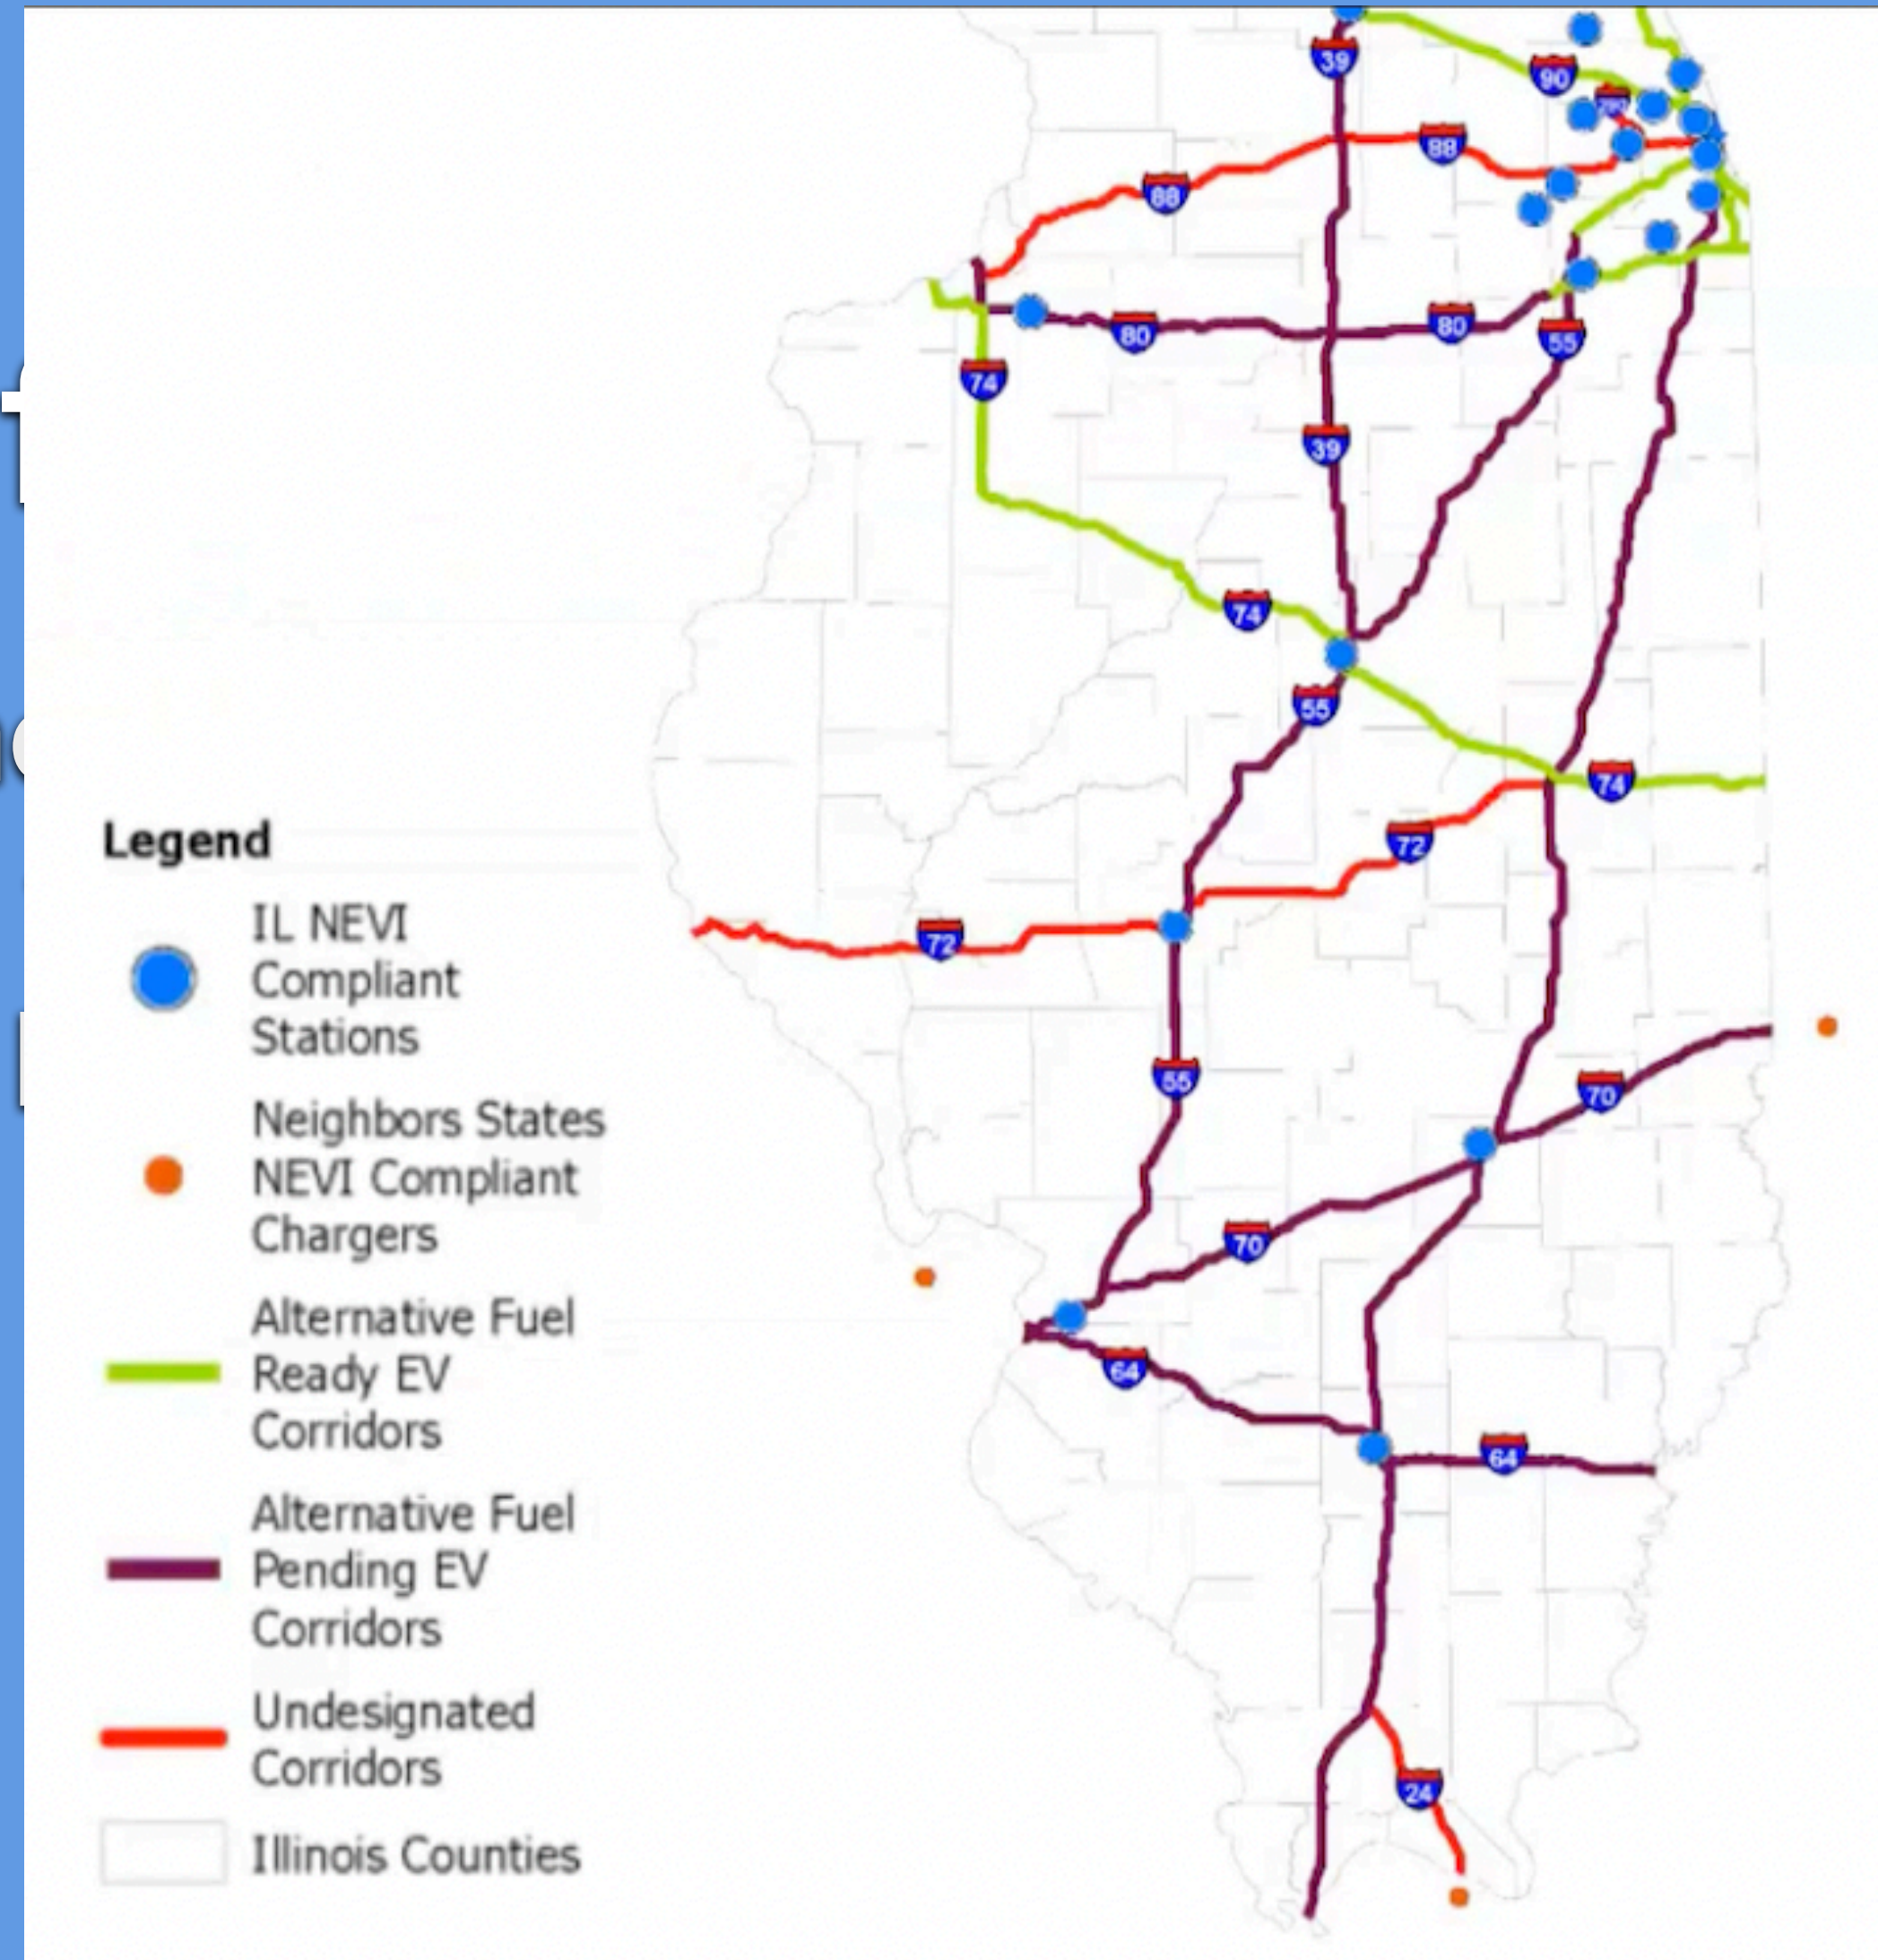 39
90
290
88
88
80
80
55
74
39
74
55
74
72
72
55
70
70
64
64
24
Legend
IL NEVI
Compliant
Stations
Neighbors States
NEVI Compliant
Chargers
Alternative Fuel
Ready EV
Corridors
Alternative Fuel
Pending EV
Corridors
Undesignated
Corridors
Illinois Counties